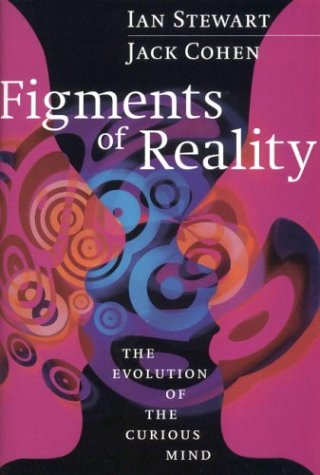 IAN STEWART
JACK COHEN
Figments
of Reality
THE
EVOLUTION
OF
THE
CURIOUS
MIND